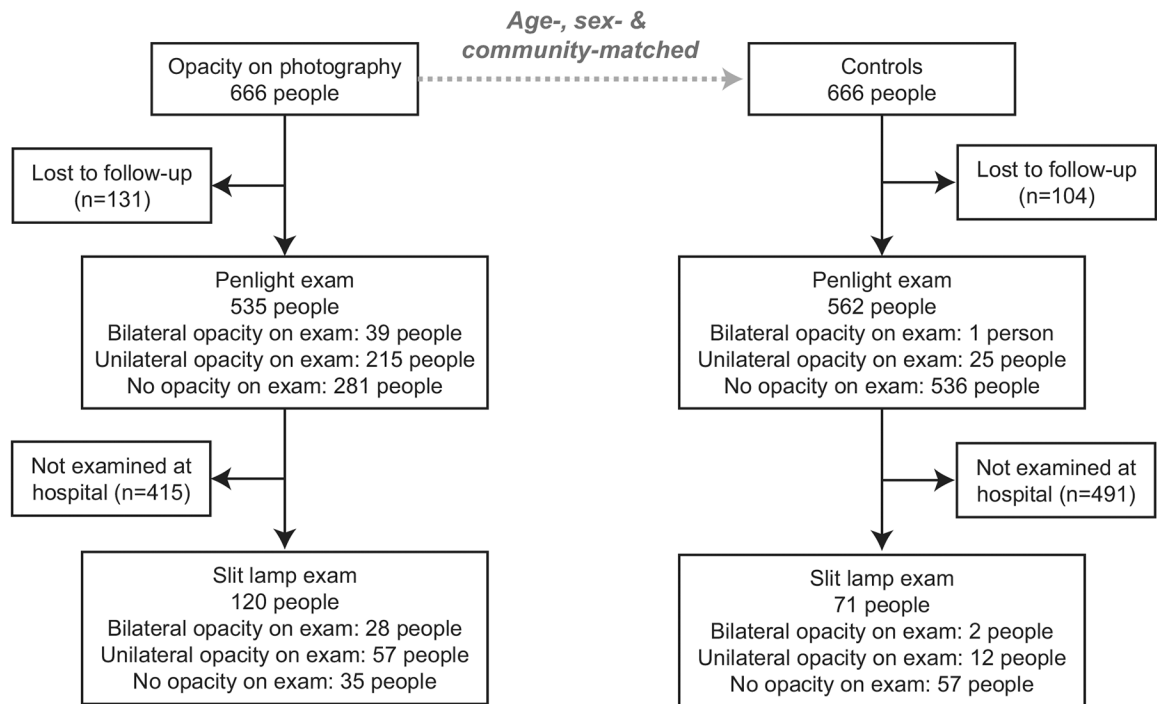 Age-, sex- &
community-matched
Opacity on photography
666 people
Controls
666 people
Lost to follow-up
(n=131)
Lost to follow-up
(n=104)
Penlight exam
535 people
Bilateral opacity on exam: 39 people
Unilateral opacity on exam: 215 people
No opacity on exam: 281 people
Penlight exam
562 people
Bilateral opacity on exam: 1 person
Unilateral opacity on exam: 25 people
No opacity on exam: 536 people
Not examined at
hospital (n=415)
Not examined at
hospital (n=491)
Slit lamp exam
120 people
Bilateral opacity on exam: 28 people
Unilateral opacity on exam: 57 people
No opacity on exam: 35 people
Slit lamp exam
71 people
Bilateral opacity on exam: 2 people
Unilateral opacity on exam: 12 people
No opacity on exam: 57 people